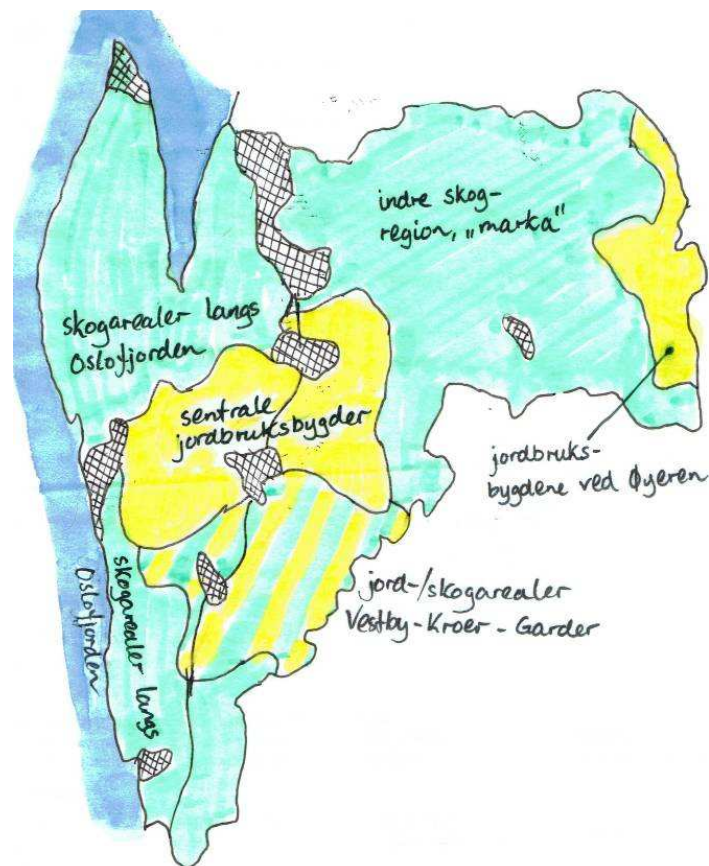 indre skog-
region, „marka"
skogarealer langs
Oslofjorden
sentrale
jordbruksbygder
jordbruks-
bygdene ved Øyeren
jord-/skogarealer
Vestby-Kroer-Garder
Oslofjorden
skogarealer langs